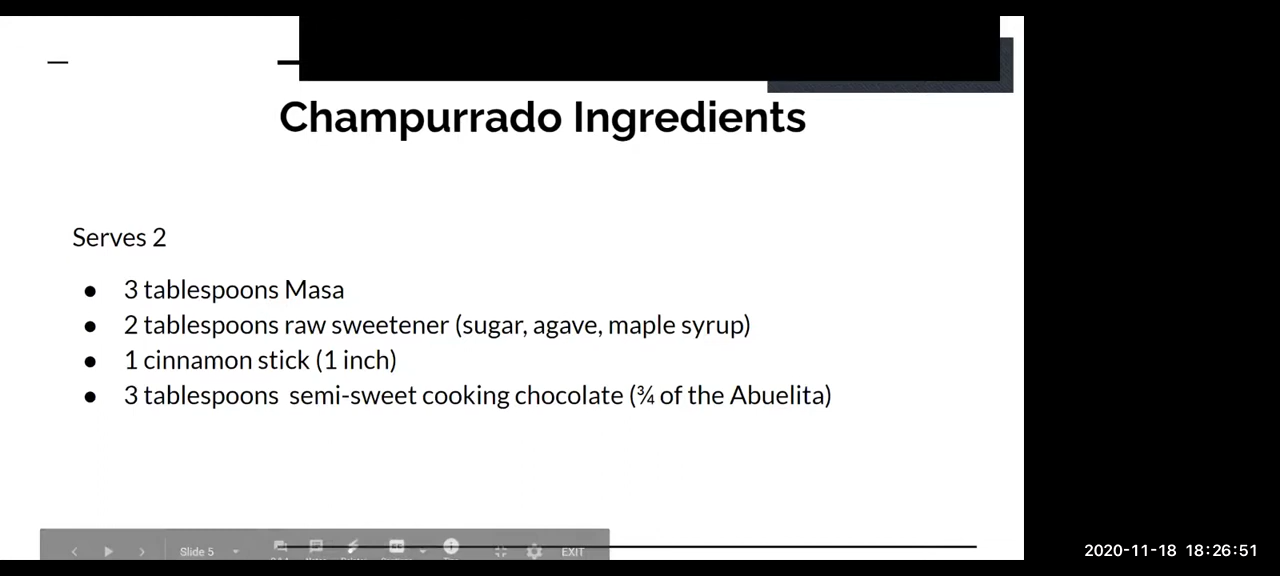 Champurrado Ingredients
Serves 2
● 3 tablespoons Masa
● 2 tablespoons raw sweetener (sugar, agave, maple syrup)
● 1 cinnamon stick (1 inch)
● 3 tablespoons  semi-sweet cooking chocolate (¾ of the Abuelita)
Slide 5
EXIT
2020-11-18 18:26:51